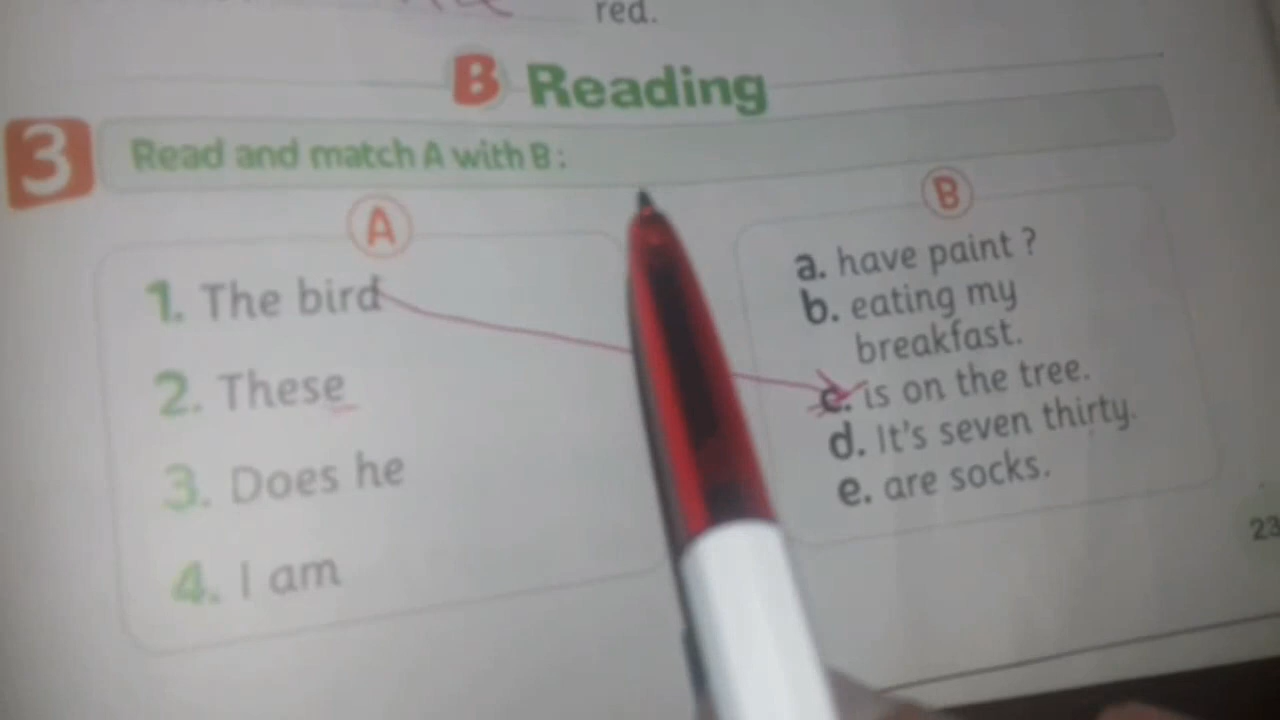 red.
B Reading
3 Read and match A with B:
A
1. The bird
2. These
3. Does he
4. I am
B
a. have paint ?
b. eating my
breakfast.
c. is on the tree.
d. It's seven thirty.
e. are socks.
23